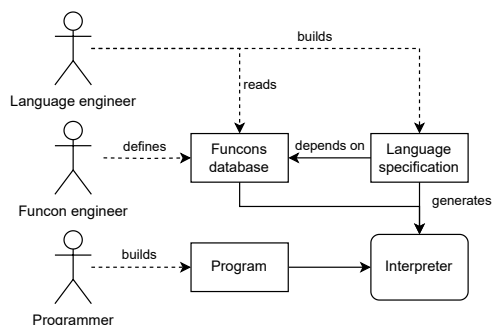 builds
Language engineer
reads
defines
Funcons
database
depends on
Language
specification
Funcon engineer
generates
builds
Program
Interpreter
Programmer